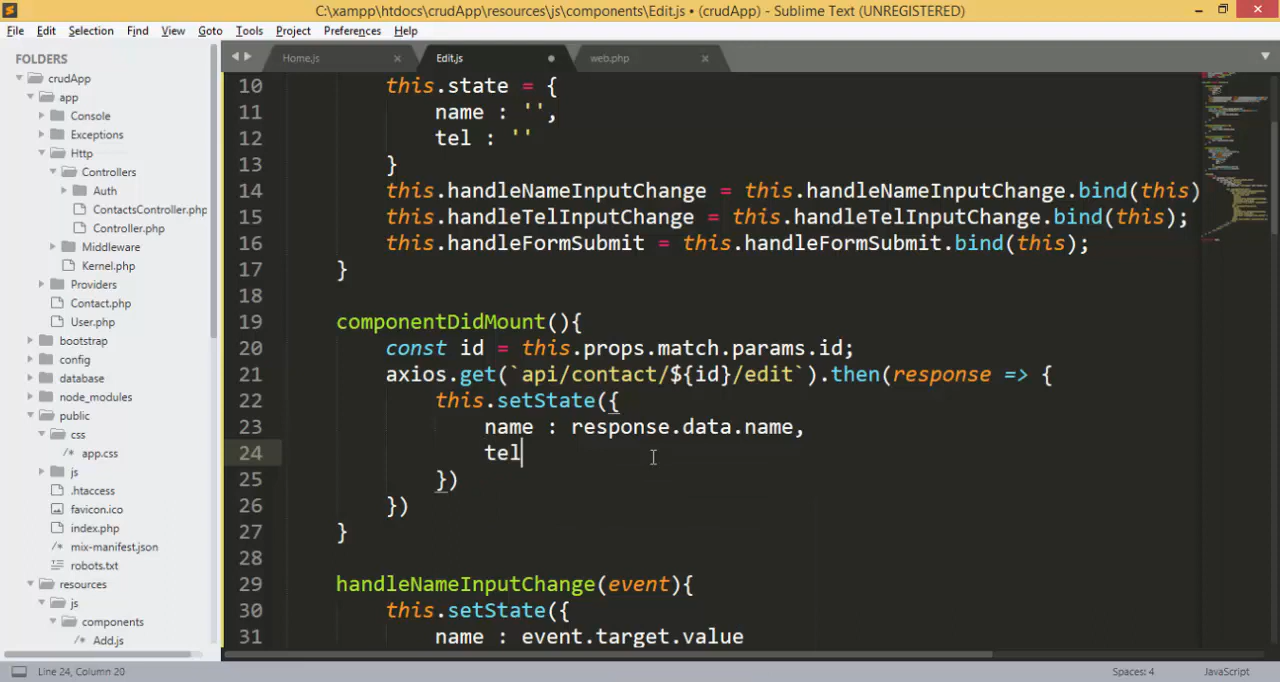 C:\xampp\htdocs\crudApp\resources\js\components\Edit.js • (crudApp) - Sublime Text (UNREGISTERED)
File Edit Selection Find View Goto Tools Project Preferences Help
FOLDERS
crudApp
app
Console
Exceptions
Http
Controllers
Auth
ContactsController.php
Controller.php
Middleware
Kernel.php
Providers
Contact.php
User.php
bootstrap
config
database
node_modules
public
css
app.css
js
.htaccess
favicon.ico
index.php
mix-manifest.json
robots.txt
resources
js
components
/* Add.js
Home.js × Edit.js • web.php ×
10 this.state = {
11 name : '',
12 tel : ''
13 }
14 this.handleNameInputChange = this.handleNameInputChange.bind(this)
15 this.handleTelInputChange = this.handleTelInputChange.bind(this);
16 this.handleFormSubmit = this.handleFormSubmit.bind(this);
17 }
18
19 componentDidMount(){
20 const id = this.props.match.params.id;
21 axios.get(`api/contact/${id}/edit`).then(response => {
22 this.setState({
23 name : response.data.name,
24 tel
25 })
26 })
27 }
28
29 handleNameInputChange(event){
30 this.setState({
31 name : event.target.value
Line 24, Column 20
Spaces: 4
JavaScript